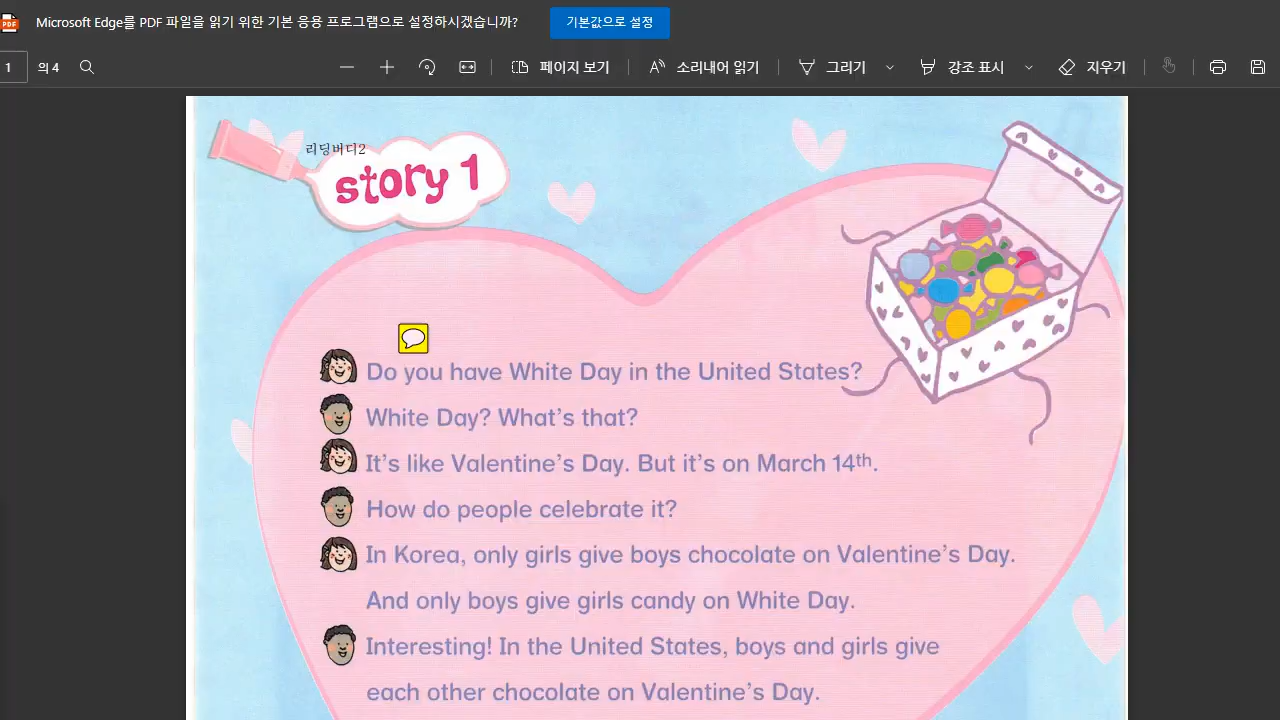 Microsoft Edge를 PDF 파일을 읽기 위한 기본 응용 프로그램으로 설정하시겠습니까?
기본값으로 설정
PDF
1 의 4
페이지 보기
소리내어 읽기
그리기
강조 표시
지우기
리딩버디2
story 1
Do you have White Day in the United States?
White Day? What's that?
It's like Valentine's Day. But it's on March 14th.
How do people celebrate it?
In Korea, only girls give boys chocolate on Valentine's Day.
And only boys give girls candy on White Day.
Interesting! In the United States, boys and girls give
each other chocolate on Valentine's Day.